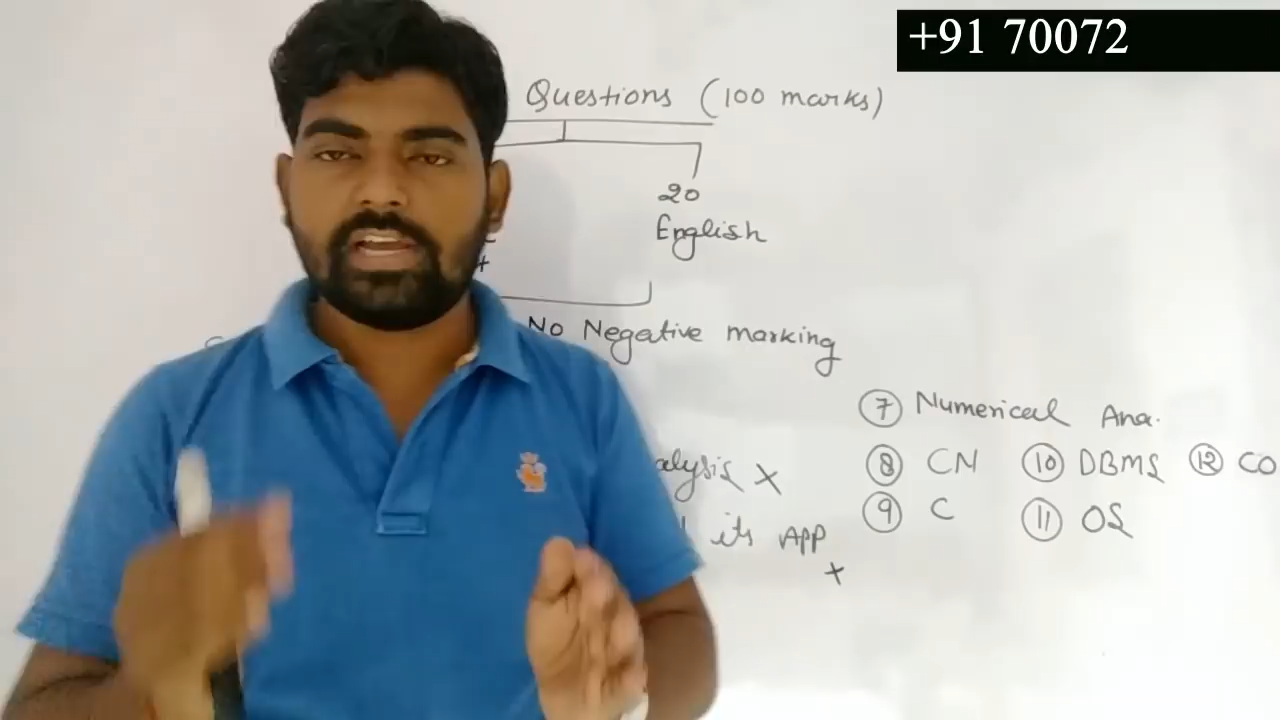 +91 70072
Questions (100 marks)
20
English
No Negative marking
7 Numerical Ana.
alysis X
8 CN 10 DBMS 12 CO
9 C 11 OS
its APP
x